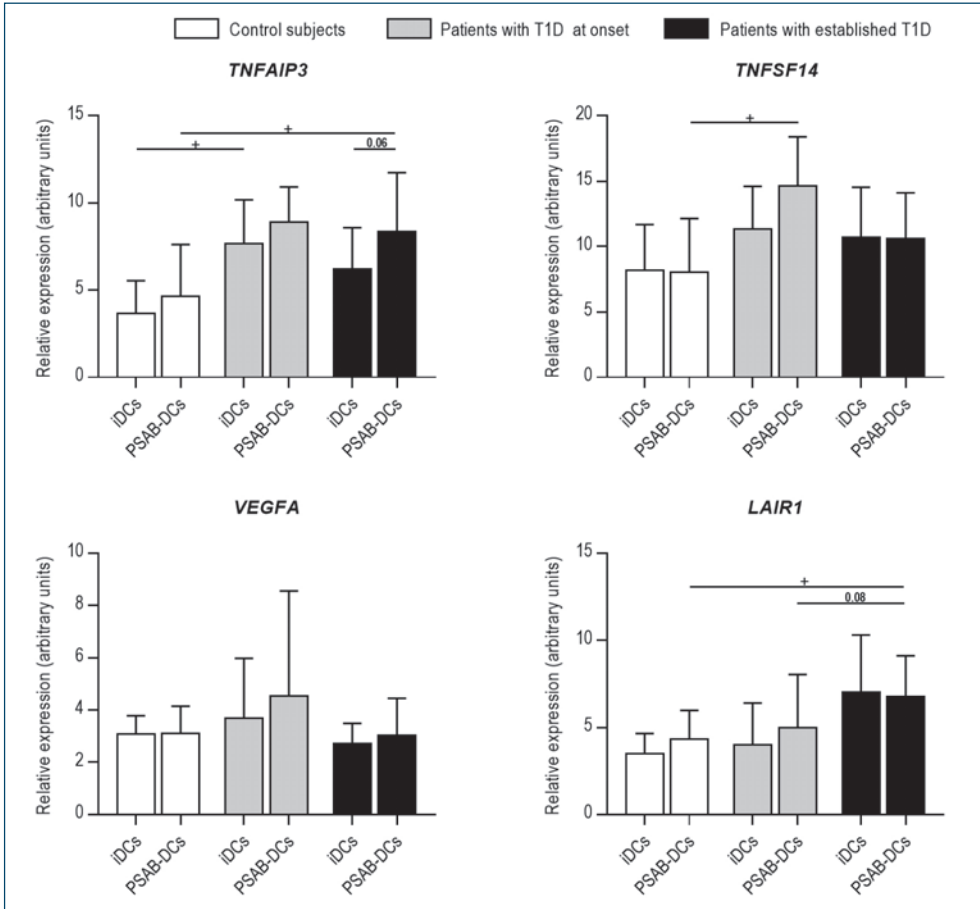 Control subjects Patients with T1D at onset Patients with established T1D
TNFAIP3
Relative expression (arbitrary units)
15
10
5
0
+
+
0.06
iDCs PSAB-DCs iDCs PSAB-DCs iDCs PSAB-DCs
TNFSF14
Relative expression (arbitrary units)
20
15
10
5
0
+
iDCs PSAB-DCs iDCs PSAB-DCs iDCs PSAB-DCs
VEGFA
Relative expression (arbitrary units)
10
8
6
4
2
0
iDCs PSAB-DCs iDCs PSAB-DCs iDCs PSAB-DCs
LAIR1
Relative expression (arbitrary units)
15
10
5
0
+
0.08
iDCs PSAB-DCs iDCs PSAB-DCs iDCs PSAB-DCs